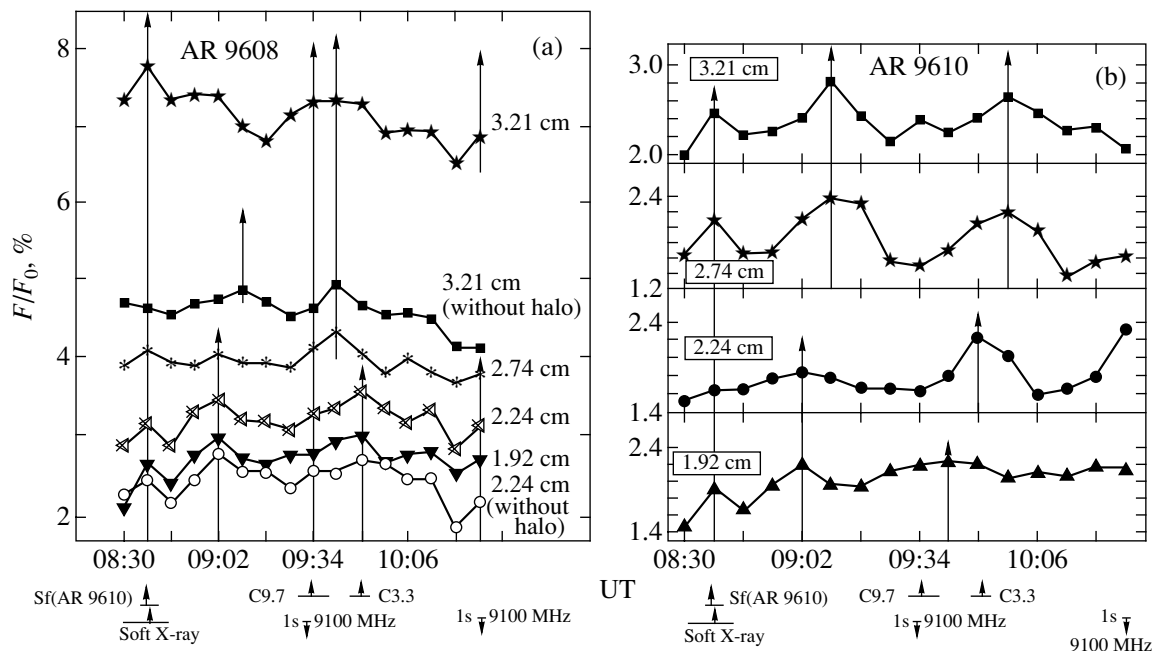 AR 9608
(a)
8
3.21 cm
6
3.21 cm
(without halo)
4
2.74 cm
2.24 cm
1.92 cm
2.24 cm
(without
halo)
2
F/F0, %
08:30 09:02 09:34 10:06
UT
Sf(AR 9610)
Soft X-ray
C9.7
C3.3
1s 9100 MHz
1s 9100 MHz
AR 9610
(b)
3.0
3.21 cm
2.0
2.4
2.74 cm
1.2
2.4
2.24 cm
1.4
2.4
1.92 cm
1.4
08:30 09:02 09:34 10:06
Sf(AR 9610)
Soft X-ray
C9.7
C3.3
1s 9100 MHz
1s
9100 MHz